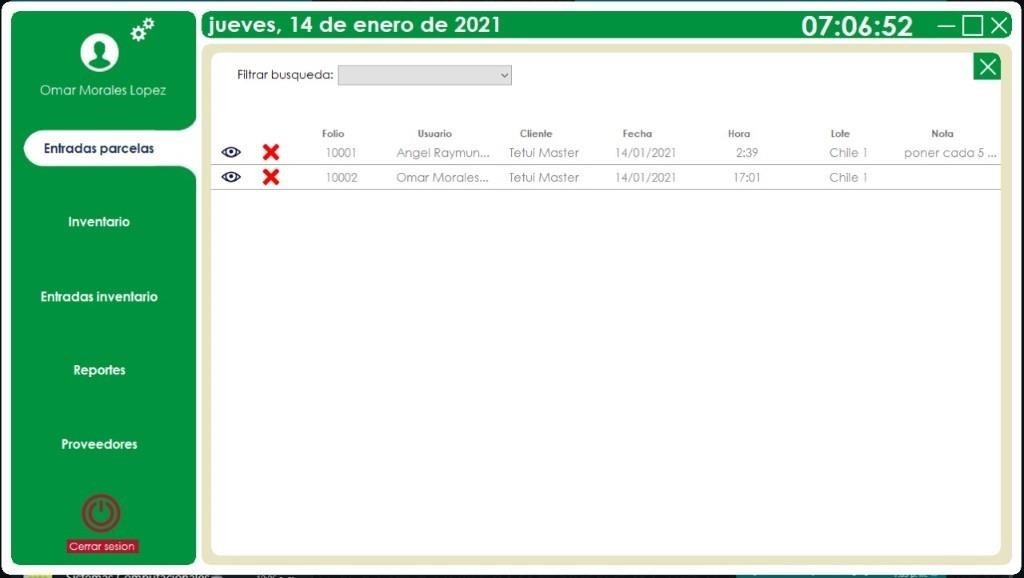 jueves, 14 de enero de 2021
07:06:52
Omar Morales Lopez
Entradas parcelas
Inventario
Entradas inventario
Reportes
Proveedores
Cerrar sesion
Filtrar busqueda:
Folio Usuario Cliente Fecha Hora Lote Nota
10001 Angel Raymun... Tetui Master 14/01/2021 2:39 Chile 1 poner cada 5 ...
10002 Omar Morales... Tetui Master 14/01/2021 17:01 Chile 1
Sistemas Computacionales